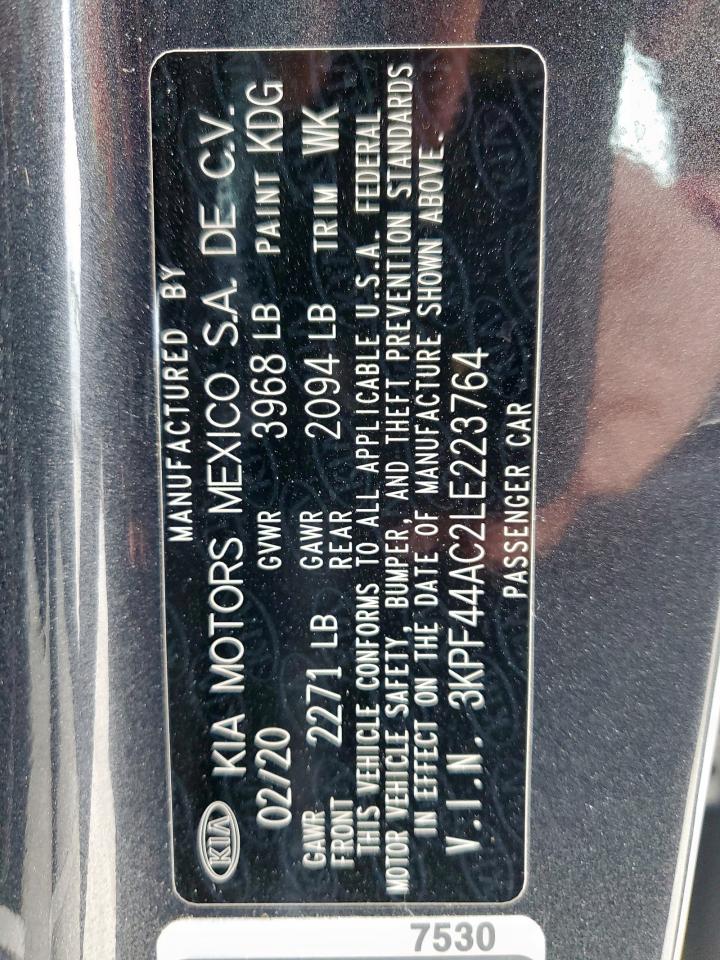 MANUFACTURED BY
KIA KIA MOTORS MEXICO S.A. DE C.V.
02/20 GVWR 3968 LB PAINT KDG
GAWR FRONT 2271 LB GAWR REAR 2094 LB TRIM WK
THIS VEHICLE CONFORMS TO ALL APPLICABLE U.S.A. FEDERAL
MOTOR VEHICLE SAFETY, BUMPER, AND THEFT PREVENTION STANDARDS
IN EFFECT ON THE DATE OF MANUFACTURE SHOWN ABOVE.
V.I.N. 3KPF44AC2LE223764
PASSENGER CAR
7530